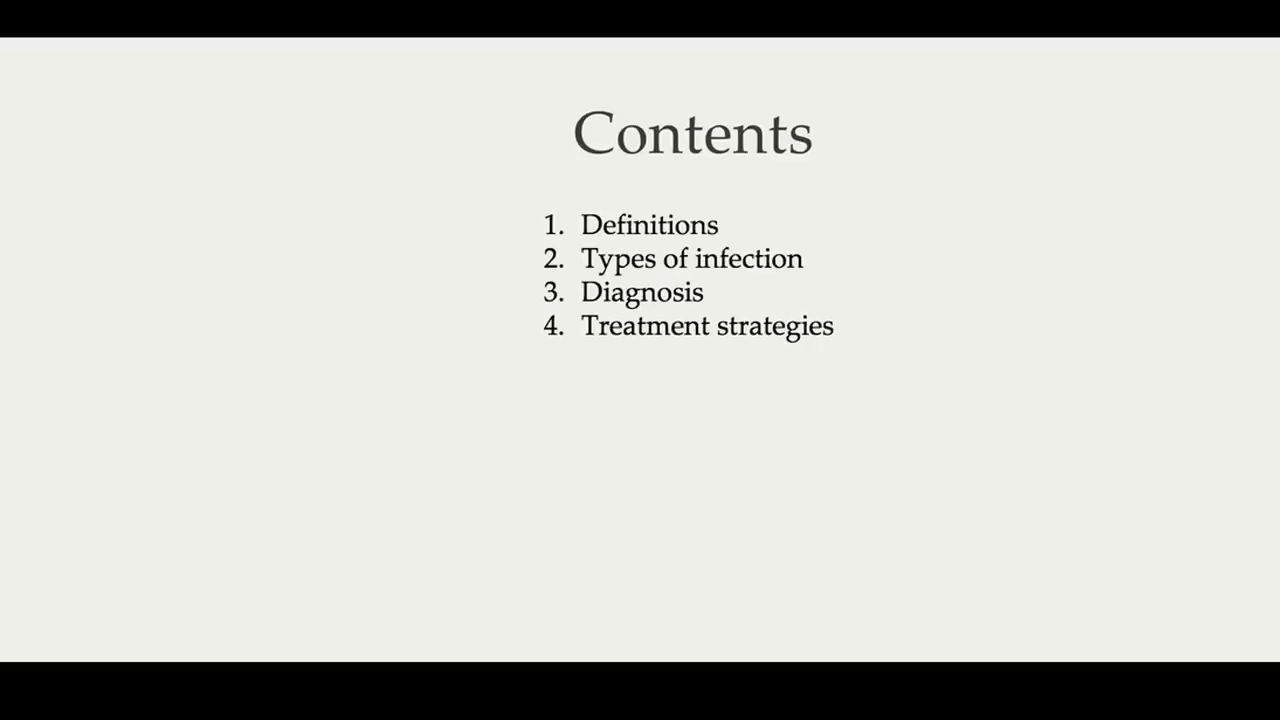 Contents
1. Definitions
2. Types of infection
3. Diagnosis
4. Treatment strategies